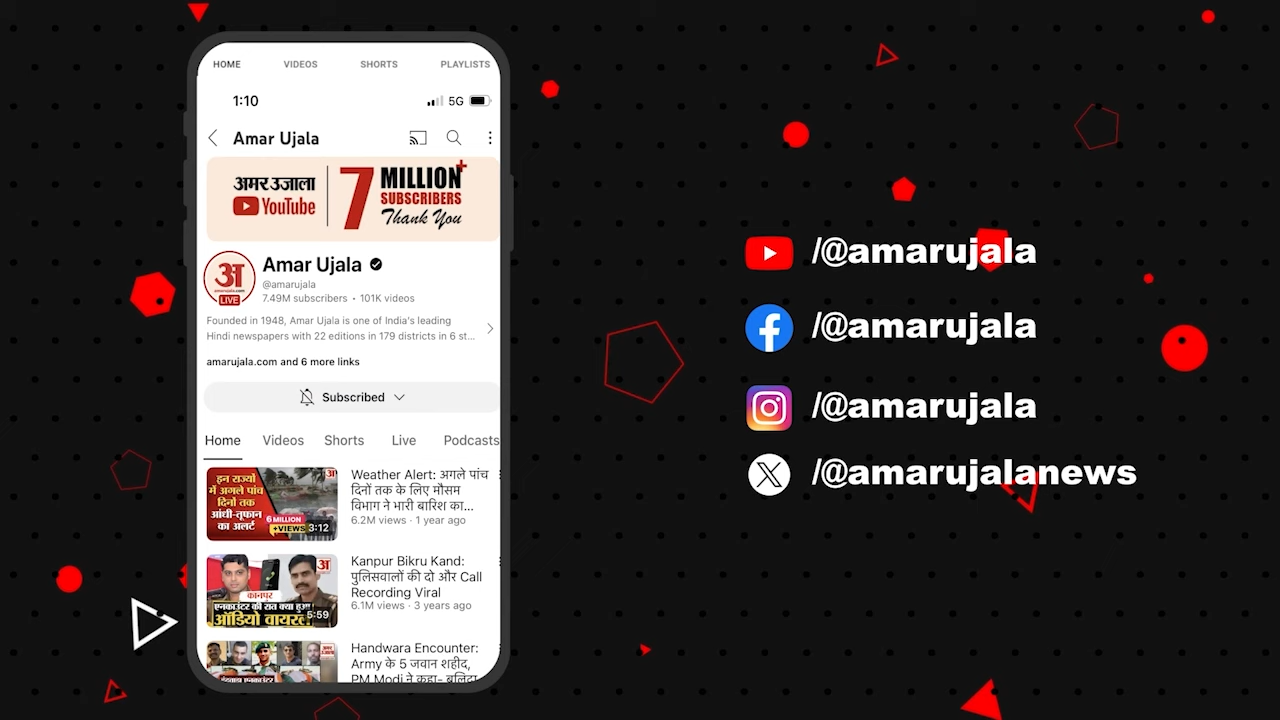 HOME VIDEOS SHORTS PLAYLISTS
1:10 5G
Amar Ujala
अमर उजाला
YouTube
7 MILLION+
SUBSCRIBERS
Thank You
अ
amarujala.com
LIVE
Amar Ujala
@amarujala
7.49M subscribers • 101K videos
Founded in 1948, Amar Ujala is one of India's leading
Hindi newspapers with 22 editions in 179 districts in 6 st...
amarujala.com and 6 more links
Subscribed
Home Videos Shorts Live Podcasts
इन राज्यों
में अगले पांच
दिनों तक
आंधी-तूफान
का अलर्ट
अ
6 MILLION
+VIEWS
3:12
Weather Alert: अगले पांच
दिनों तक के लिए मौसम
विभाग ने भारी बारिश का...
6.2M views · 1 year ago
अ
कानपुर
एनकाउंटर की रात क्या हुआ
ऑडियो वायरल
5:59
Kanpur Bikru Kand:
पुलिसवालों की दो और Call
Recording Viral
6.1M views · 3 years ago
Handwara Encounter:
Army के 5 जवान शहीद,
PM Modi ने कहा- बलिदान
/@amarujala
/@amarujala
/@amarujala
/@amarujalanews